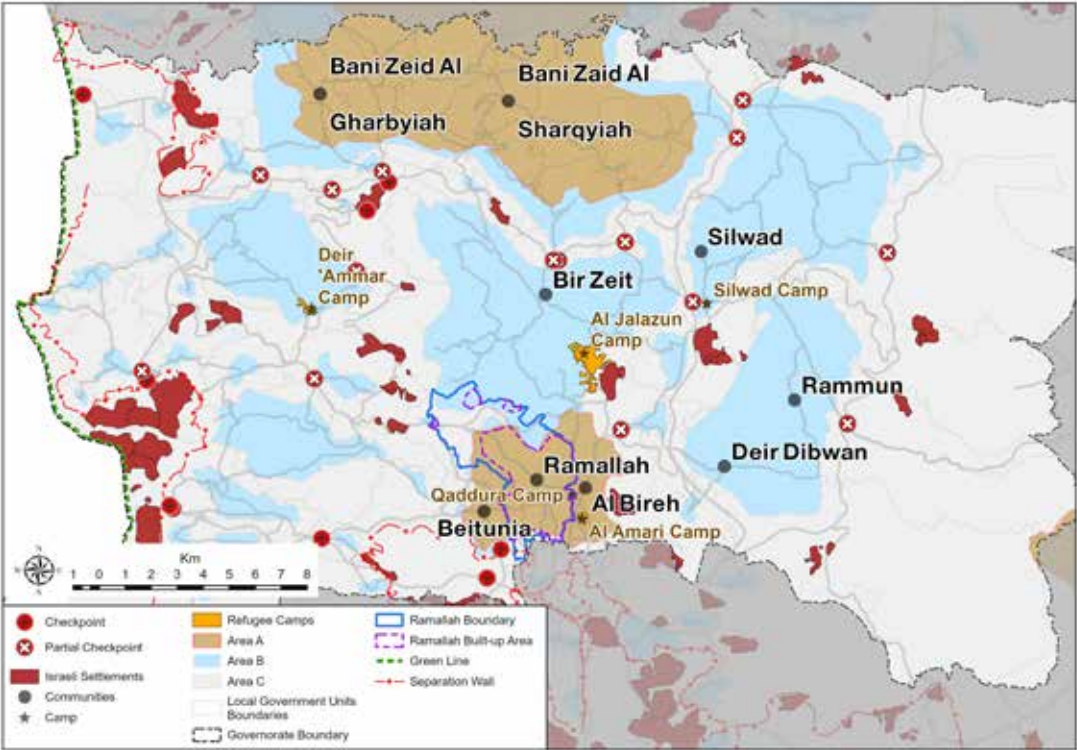 Bani Zeid Al
Gharbyiah
Bani Zaid Al
Sharqyiah
Deir
'Ammar
Camp
Silwad
Silwad Camp
Bir Zeit
Al Jalazun
Camp
Rammun
Deir Dibwan
Ramallah
Qaddura Camp
Al Bireh
Beitunia
Al Amari Camp
Km
1 0 1 2 3 4 5 6 7 8
Checkpoint
Partial Checkpoint
Israeli Settlements
Communities
Camp
Refugee Camps
Area A
Area B
Area C
Local Government Units
Boundaries
Governorate Boundary
Ramallah Boundary
Ramallah Built-up Area
Green Line
Separation Wall